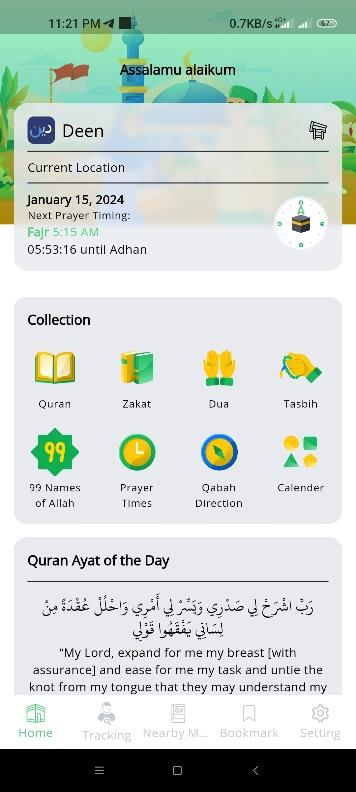 11:21 PM
0.7KB/s 4G+ 67
Assalamu alaikum
دين Deen
Current Location
January 15, 2024
Next Prayer Timing:
Fajr 5:15 AM
05:53:16 until Adhan
Collection
Quran Zakat Dua Tasbih
99
99 Names Prayer Qabah Calender
of Allah Times Direction
Quran Ayat of the Day
رَبِّ اشْرَحْ لِي صَدْرِي وَيَسِّرْ لِي أَمْرِي وَاحْلُلْ عُقْدَةً مِنْ
لِسَانِي يَفْقَهُوا قَوْلِي
"My Lord, expand for me my breast [with
assurance] and ease for me my task and untie the
knot from my tongue that they may understand my
Home Tracking Nearby M... Bookmark Setting